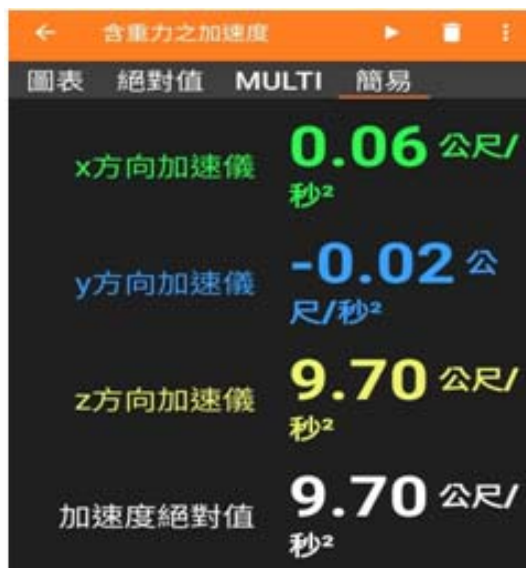 含重力之加速度
圖表 絕對值 MULTI 簡易
x方向加速儀 0.06 公尺/
秒²
y方向加速儀 -0.02 公
尺/秒²
z方向加速儀 9.70 公尺/
秒²
加速度絕對值 9.70 公尺/
秒²